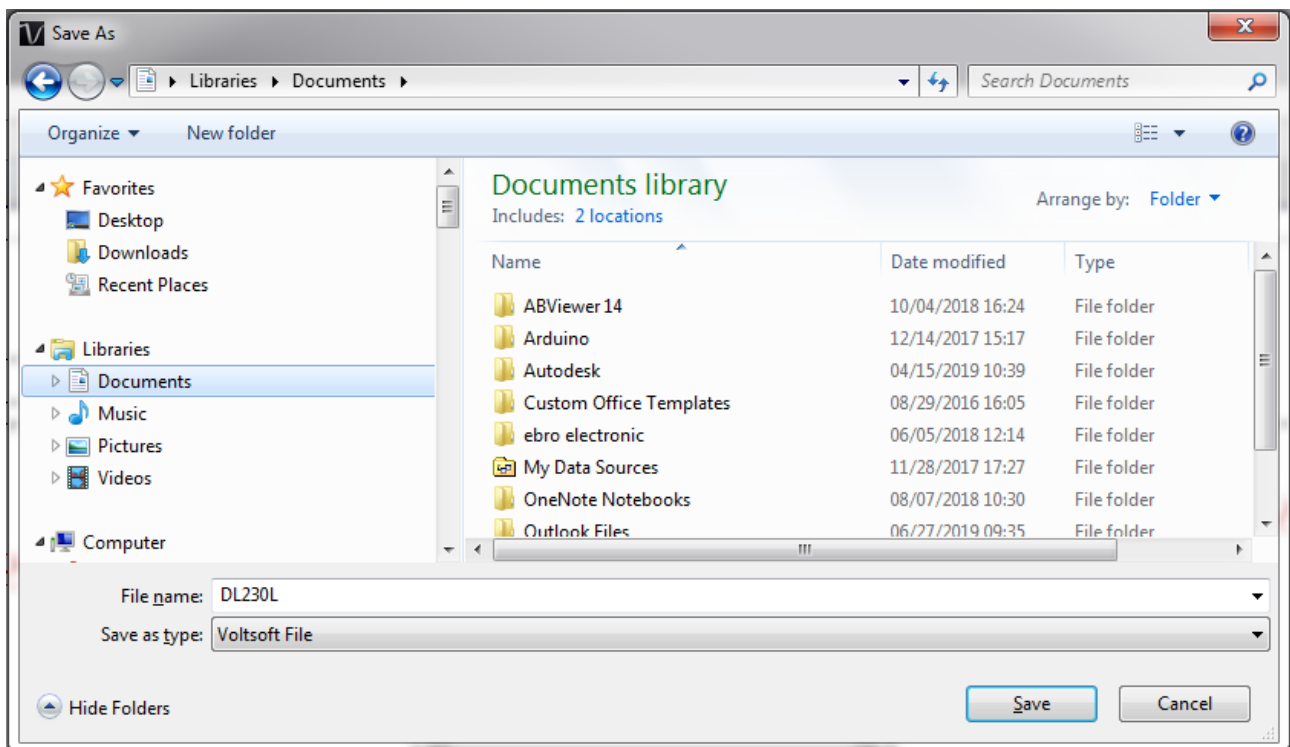 Save As
Libraries Documents
Search Documents
Organize New folder
Favorites
Desktop
Downloads
Recent Places
Libraries
Documents
Music
Pictures
Videos
Computer
Documents library
Includes: 2 locations
Arrange by: Folder
Name Date modified Type
ABViewer 14 10/04/2018 16:24 File folder
Arduino 12/14/2017 15:17 File folder
Autodesk 04/15/2019 10:39 File folder
Custom Office Templates 08/29/2016 16:05 File folder
ebro electronic 06/05/2018 12:14 File folder
My Data Sources 11/28/2017 17:27 File folder
OneNote Notebooks 08/07/2018 10:30 File folder
Outlook Files 06/27/2019 09:35 File folder
File name: DL230L
Save as type: Voltsoft File
Hide Folders
Save Cancel